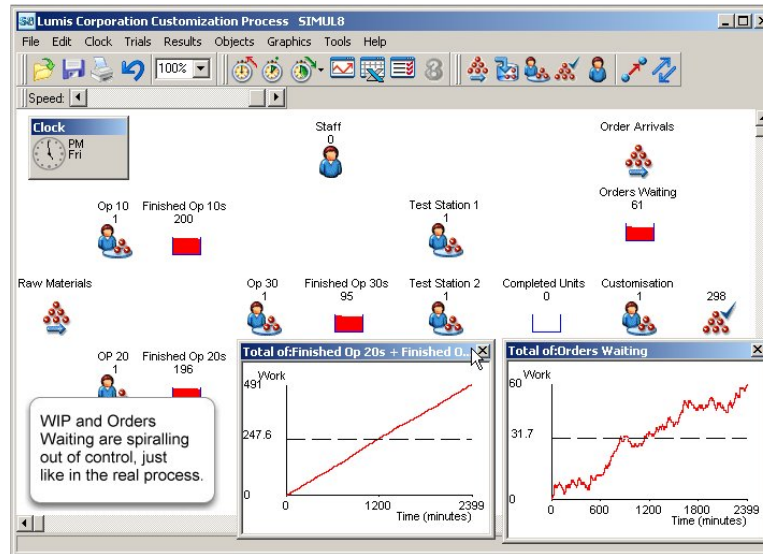 S8 Lumis Corporation Customization Process SIMUL8
File Edit Clock Trials Results Objects Graphics Tools Help
100%
8
Speed:
Clock
PM
Fri
Staff
0
Order Arrivals
Orders Waiting
61
Op 10
1
Finished Op 10s
200
Test Station 1
1
Raw Materials
Op 30
1
Finished Op 30s
95
Test Station 2
1
Completed Units
0
Customisation
1
298
OP 20
1
Finished Op 20s
196
WIP and Orders
Waiting are spiralling
out of control, just
like in the real process.
Total of:Finished Op 20s + Finished O...
Work
491
247.6
0
0 1200 2399
Time (minutes)
Total of:Orders Waiting
Work
60
31.7
0
0 600 1200 1800 2399
Time (minutes)